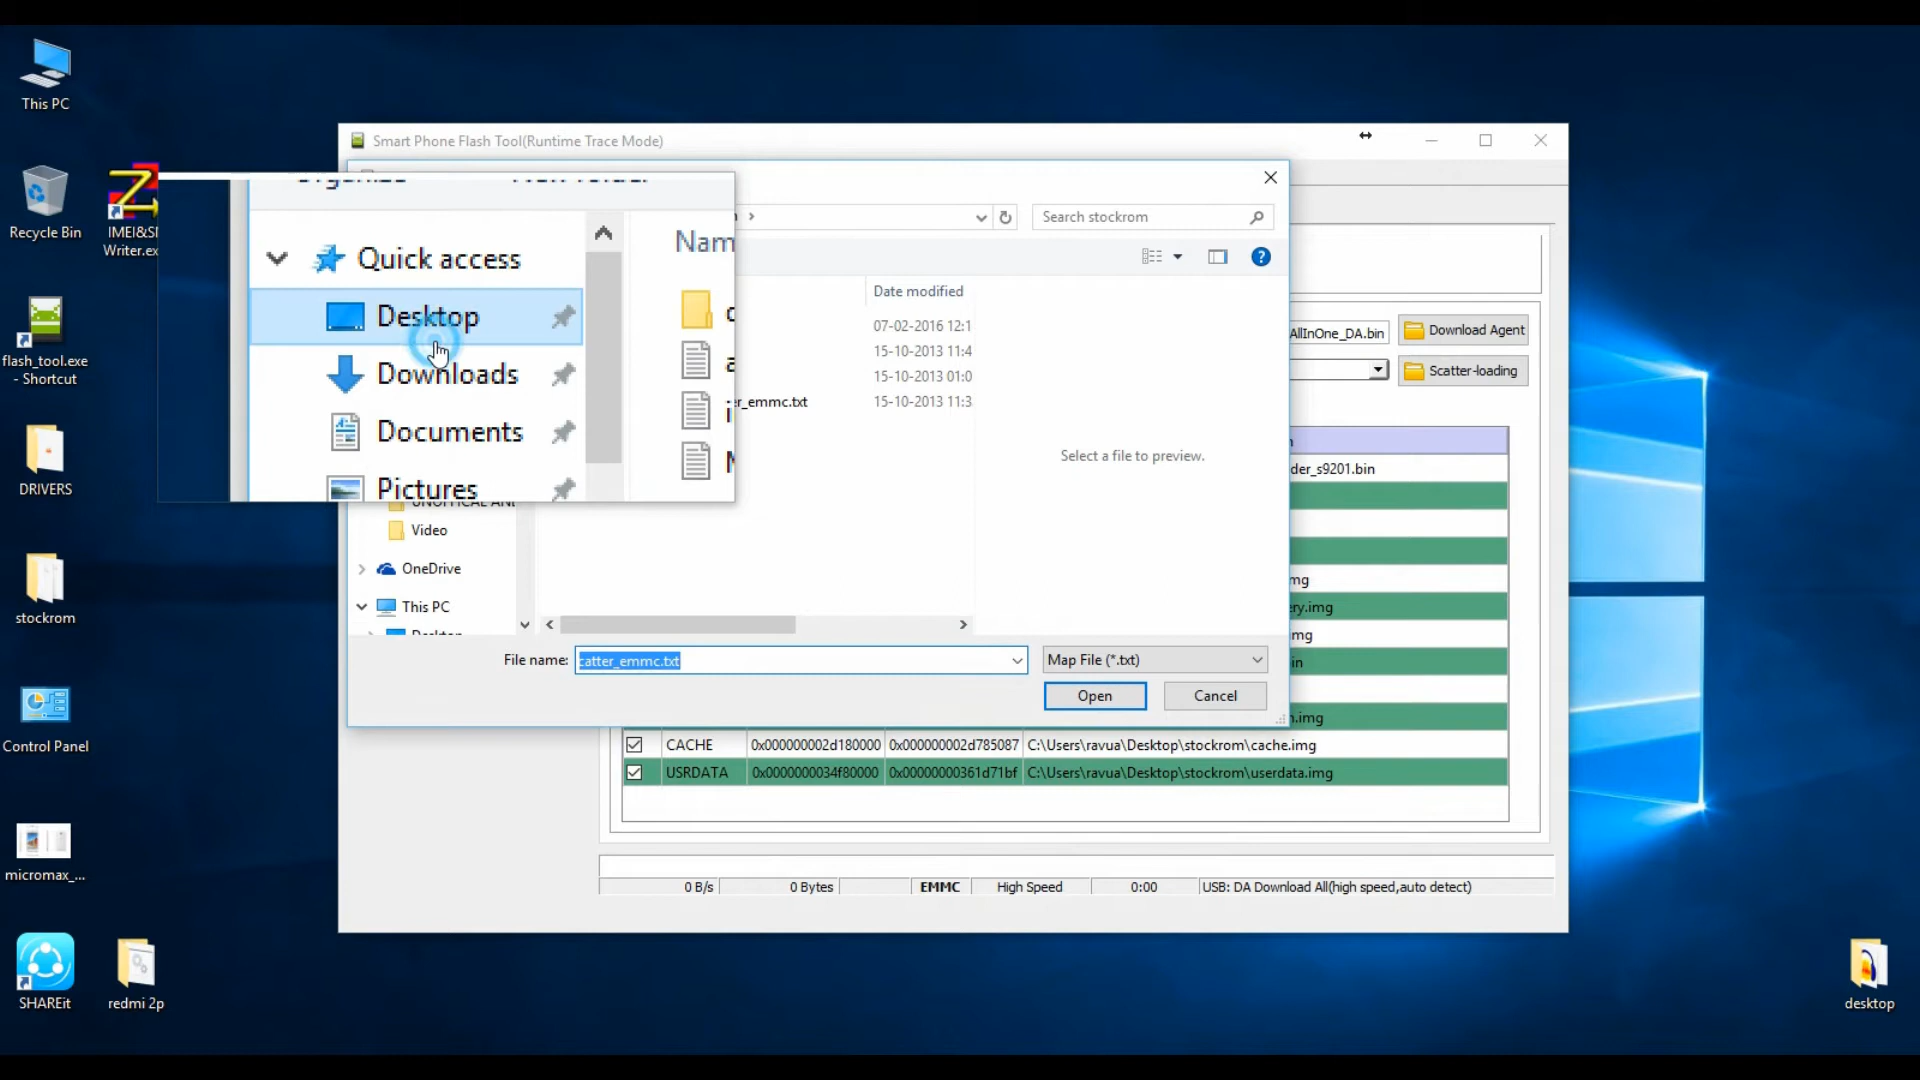 This PC
Recycle Bin
IMEI&S
Writer.ex
flash_tool.exe
- Shortcut
DRIVERS
stockrom
Control Panel
micromax_...
SHAREit
redmi 2p
desktop
Smart Phone Flash Tool(Runtime Trace Mode)
Search stockrom
Quick access
Desktop
Downloads
Documents
Pictures
Nam
Date modified
07-02-2016 12:1
15-10-2013 11:4
15-10-2013 01:0
r_emmc.txt
15-10-2013 11:3
Select a file to preview.
Video
OneDrive
This PC
File name:
catter_emmc.txt
Map File (*.txt)
Open
Cancel
AllInOne_DA.bin
Download Agent
Scatter-loading
der_s9201.bin
mg
ery.img
mg
in
n.img
CACHE 0x000000002d180000 0x000000002d785087 C:\Users\ravua\Desktop\stockrom\cache.img
USRDATA 0x0000000034f80000 0x00000000361d71bf C:\Users\ravua\Desktop\stockrom\userdata.img
0 B/s 0 Bytes EMMC High Speed 0:00 USB: DA Download All(high speed,auto detect)